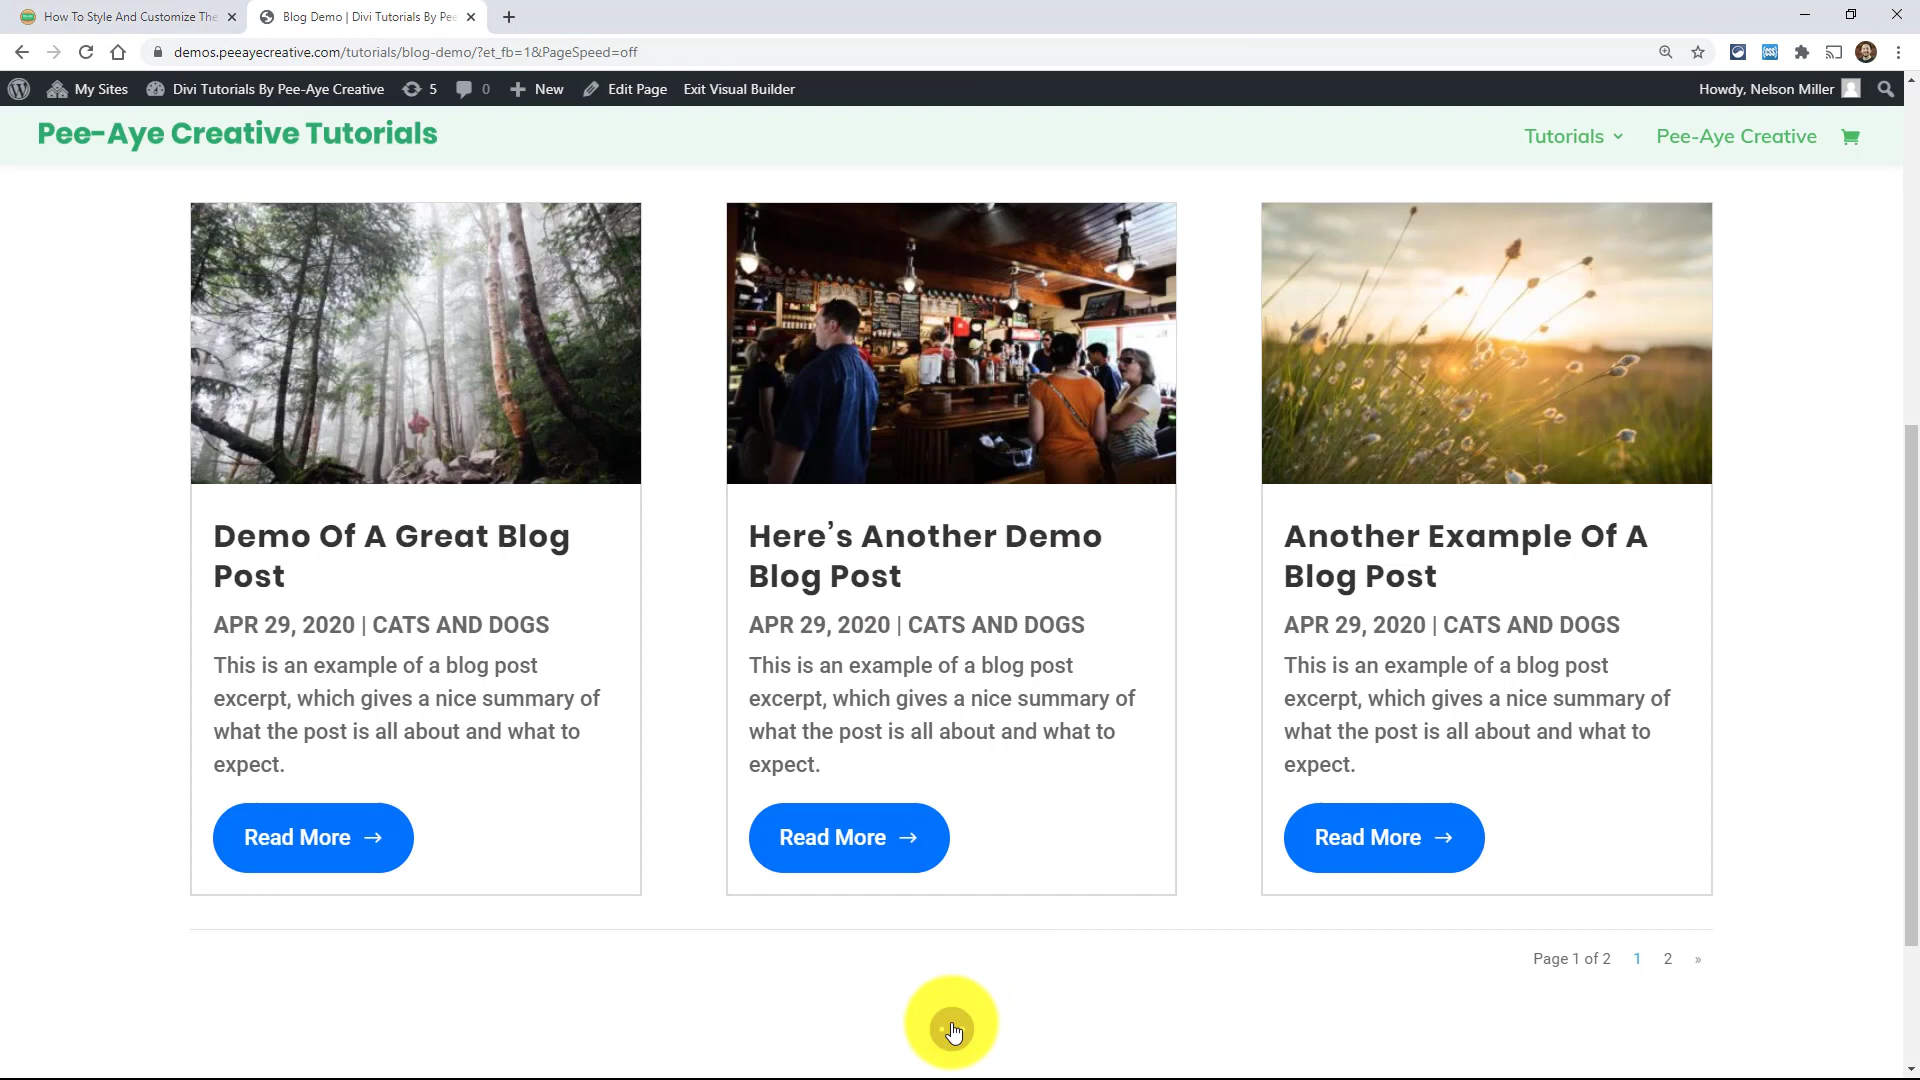 How To Style And Customize The
Blog Demo | Divi Tutorials By Pee
demos.peeayecreative.com/tutorials/blog-demo/?et_fb=1&PageSpeed=off
My Sites
Divi Tutorials By Pee-Aye Creative
5
0
New
Edit Page
Exit Visual Builder
Howdy, Nelson Miller
Pee-Aye Creative Tutorials
Tutorials
Pee-Aye Creative
Demo Of A Great Blog
Post
APR 29, 2020 | CATS AND DOGS
This is an example of a blog post
excerpt, which gives a nice summary of
what the post is all about and what to
expect.
Read More →
Here’s Another Demo
Blog Post
APR 29, 2020 | CATS AND DOGS
This is an example of a blog post
excerpt, which gives a nice summary of
what the post is all about and what to
expect.
Read More →
Another Example Of A
Blog Post
APR 29, 2020 | CATS AND DOGS
This is an example of a blog post
excerpt, which gives a nice summary of
what the post is all about and what to
expect.
Read More →
Page 1 of 2 1 2 »